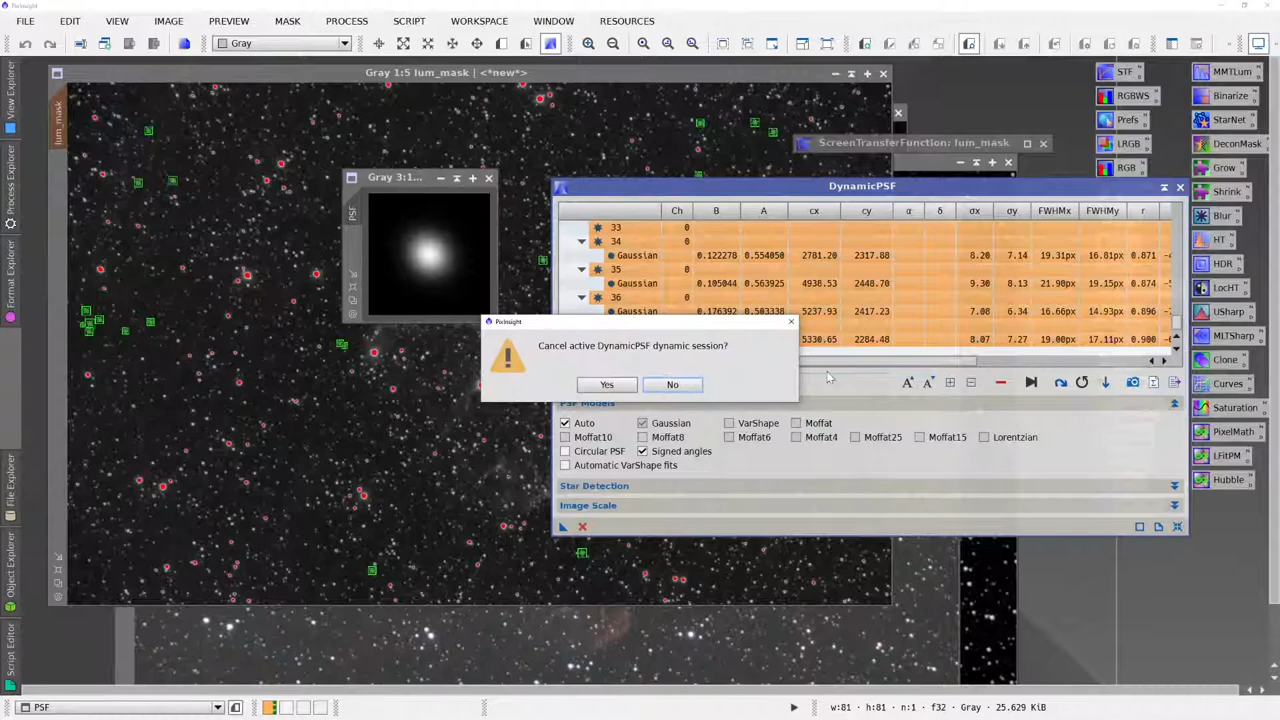 PixInsight
FILE EDIT VIEW IMAGE PREVIEW MASK PROCESS SCRIPT WORKSPACE WINDOW RESOURCES
Gray
View Explorer
Process Explorer
Format Explorer
File Explorer
Object Explorer
Script Editor
Gray 1:5 lum_mask | <*new*>
lum_mask
Gray 3:1...
PSF
ScreenTransferFunction: lum_mask
DynamicPSF
Ch B A cx cy α δ σx σy FWHMx FWHMy r
33 0
34 0
Gaussian 0.122278 0.554050 2781.20 2317.88 8.20 7.14 19.31px 16.81px 0.871
35 0
Gaussian 0.105044 0.563925 4938.53 2448.70 9.30 8.13 21.90px 19.15px 0.874
36 0
Gaussian 0.176392 0.503338 5237.93 2417.23 7.08 6.34 16.66px 14.93px 0.896
5330.65 2284.48 8.07 7.27 19.00px 17.11px 0.900
PixInsight
Cancel active DynamicPSF dynamic session?
Yes No
PSF Models
Auto Gaussian VarShape Moffat
Moffat10 Moffat8 Moffat6 Moffat4 Moffat25 Moffat15 Lorentzian
Circular PSF Signed angles
Automatic VarShape fits
Star Detection
Image Scale
STF
RGBWS
Prefs
LRGB
RGB
MMTLum
Binarize
StarNet
DeconMask
Grow
Shrink
Blur
HT
HDR
LocHT
USharp
MLTSharp
Clone
Curves
Saturation
PixelMath
LFitPM
Hubble
PSF
w:81 · h:81 · n:1 · f32 · Gray · 25.629 KiB